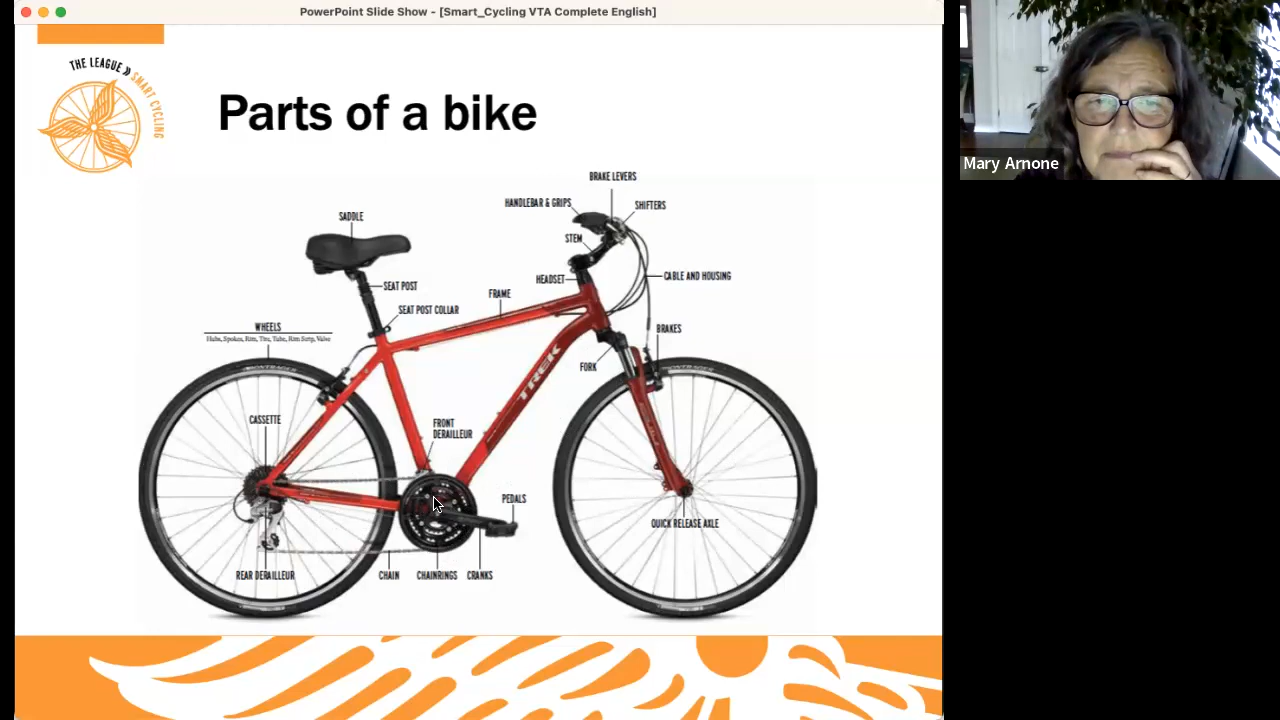 PowerPoint Slide Show - [Smart_Cycling VTA Complete English]
THE LEAGUE
SMART CYCLING
Parts of a bike
BRAKE LEVERS
HANDLEBAR & GRIPS
SHIFTERS
SADDLE
STEM
HEADSET
CABLE AND HOUSING
SEAT POST
FRAME
SEAT POST COLLAR
WHEELS
Hubs, Spokes, Rim, Tire, Tube, Rim Strip, Valve
BRAKES
FORK
TREK
BONTRAGER
CASSETTE
FRONT
DERAILLEUR
PEDALS
QUICK RELEASE AXLE
REAR DERAILLEUR
CHAIN
CHAINRINGS
CRANKS
Mary Arnone